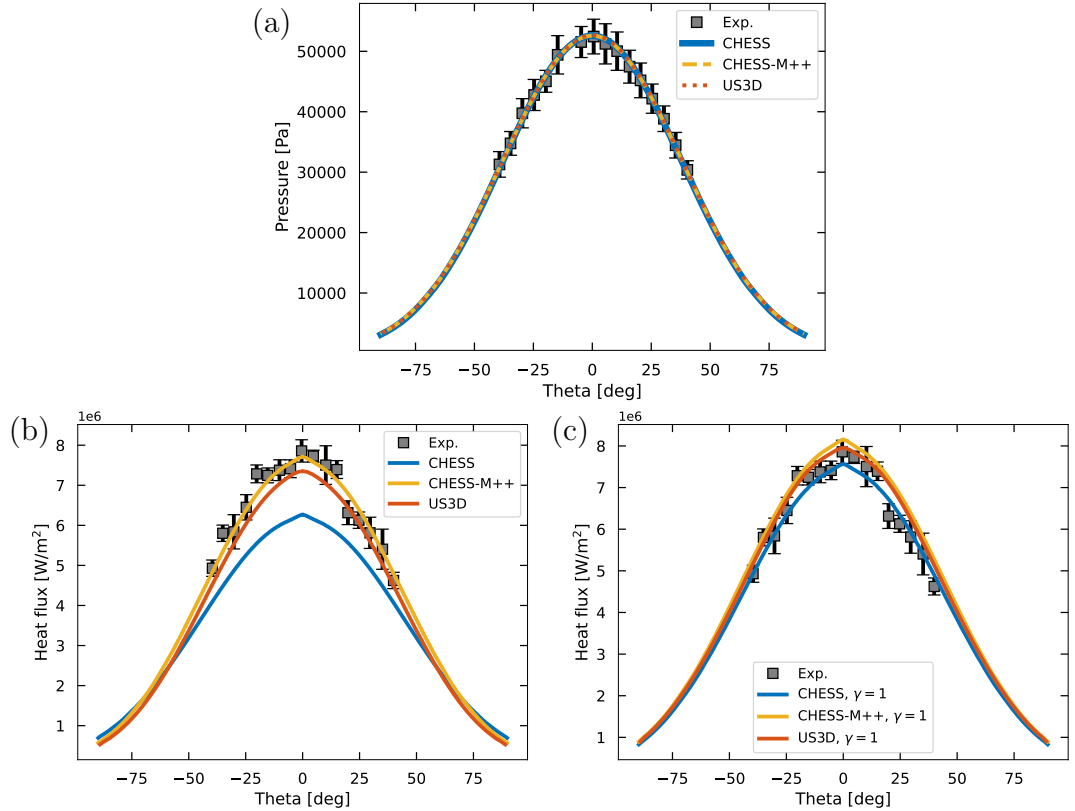 (a)
Exp.
CHESS
CHESS-M++
US3D
50000
40000
30000
20000
10000
Pressure [Pa]
−75 −50 −25 0 25 50 75
Theta [deg]
(b)
1e6
Exp.
CHESS
CHESS-M++
US3D
8
7
6
5
4
3
2
1
Heat flux [W/m²]
−75 −50 −25 0 25 50 75
Theta [deg]
(c)
1e6
8
7
6
5
4
3
2
1
Heat flux [W/m²]
Exp.
CHESS, γ = 1
CHESS-M++, γ = 1
US3D, γ = 1
−75 −50 −25 0 25 50 75
Theta [deg]